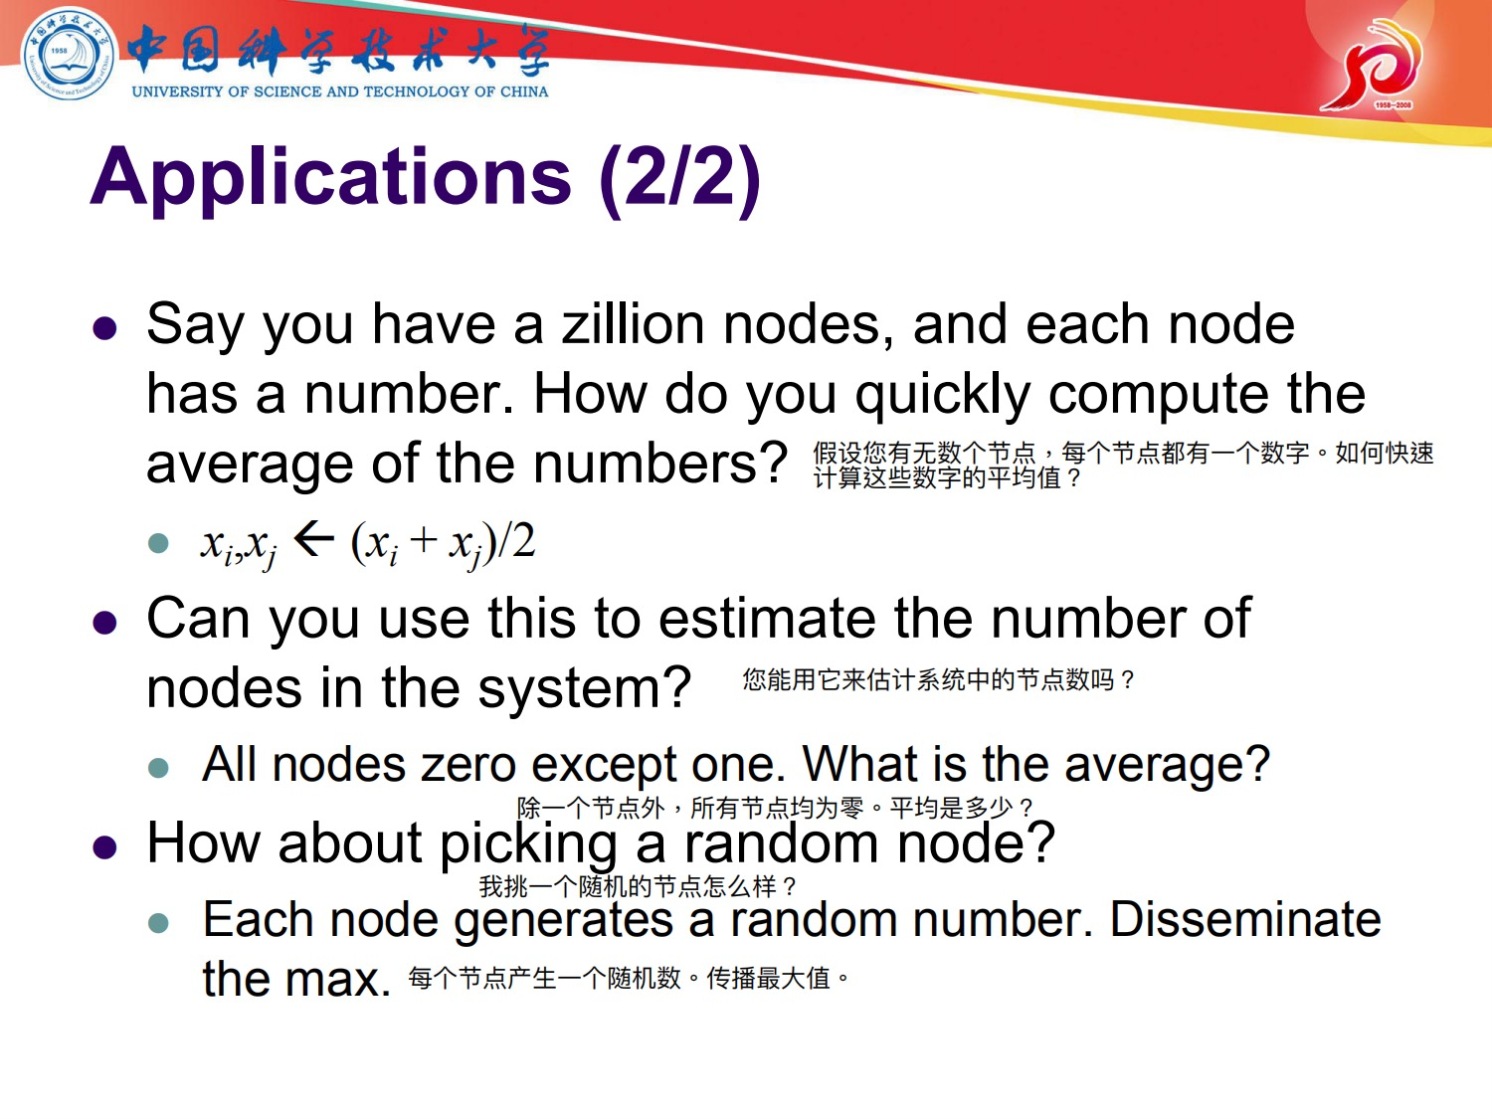 中国科学技术大学
UNIVERSITY OF SCIENCE AND TECHNOLOGY OF CHINA
1958
1958—2008
Applications (2/2)
Say you have a zillion nodes, and each node
has a number. How do you quickly compute the
average of the numbers?
假设您有无数个节点，每个节点都有一个数字。如何快速
计算这些数字的平均值？
xi,xj ← (xi + xj)/2
Can you use this to estimate the number of
nodes in the system?
您能用它来估计系统中的节点数吗？
All nodes zero except one. What is the average?
除一个节点外，所有节点均为零。平均是多少？
How about picking a random node?
我挑一个随机的节点怎么样？
Each node generates a random number. Disseminate
the max.
每个节点产生一个随机数。传播最大值。